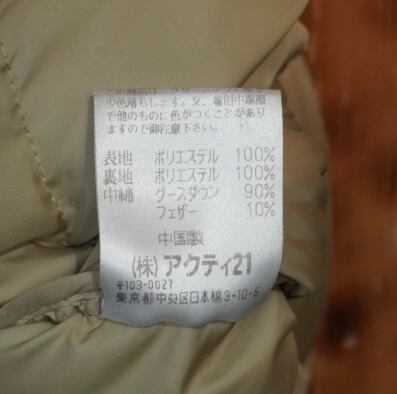 少色落ちします。又、着用中摩擦
で他のものに色がつくことがあり
ますので御注意下さい。
表地 ポリエステル 100%
裏地 ポリエステル 100%
中綿 グースダウン 90%
フェザー 10%
中国製
(株)アクティ21
〒103-0027
東京都中央区日本橋3-10-5